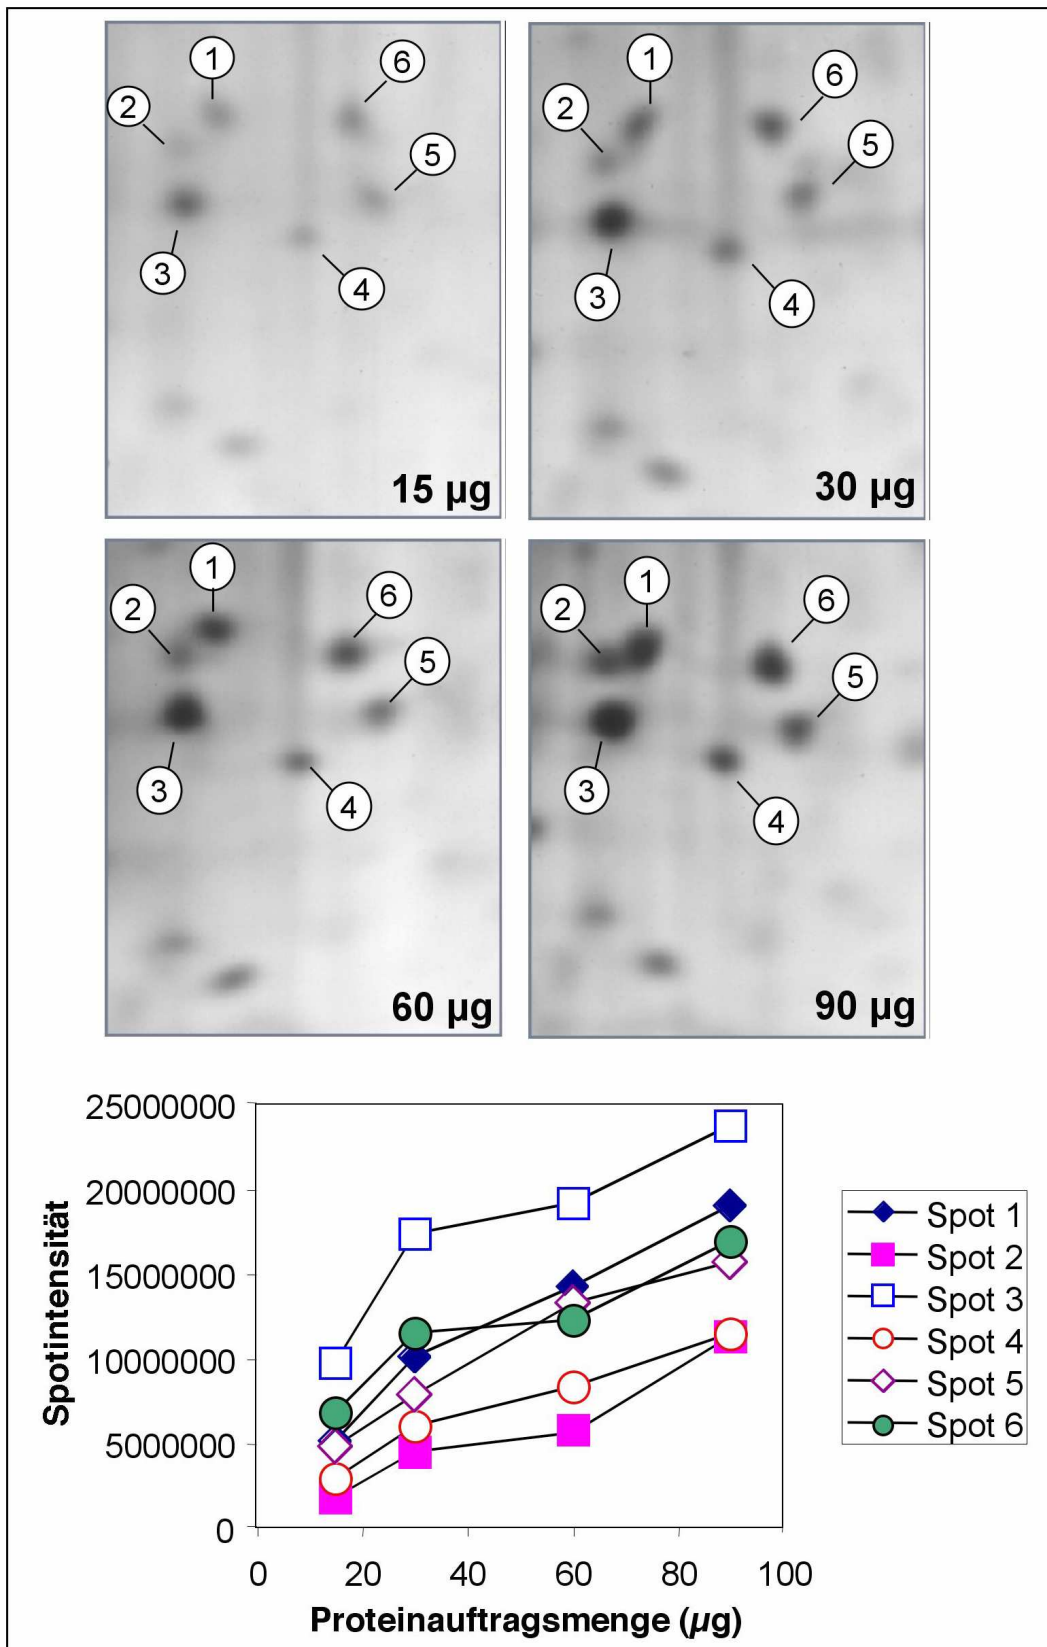 1
6
2
5
3
4
15 µg
1
6
2
5
3
4
30 µg
1
2
6
5
3
4
60 µg
1
2
6
5
3
4
90 µg
25000000
20000000
15000000
10000000
5000000
0
Spotintensität
0 20 40 60 80 100
Proteinauftragsmenge (µg)
Spot 1
Spot 2
Spot 3
Spot 4
Spot 5
Spot 6